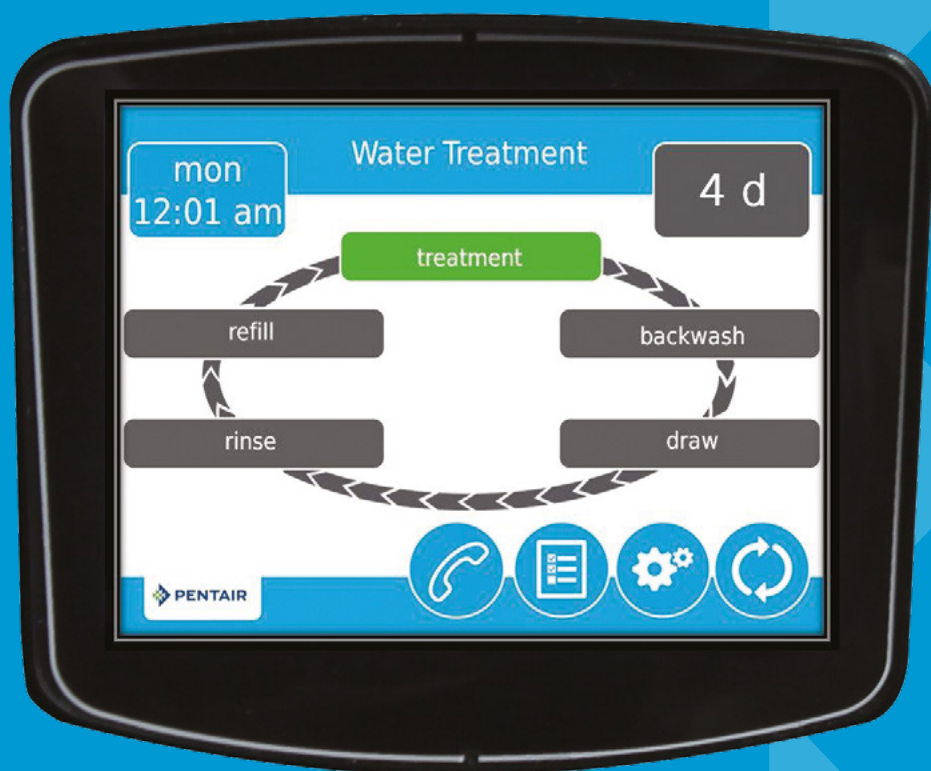 mon
12:01 am
Water Treatment
4 d
treatment
refill
backwash
rinse
draw
PENTAIR